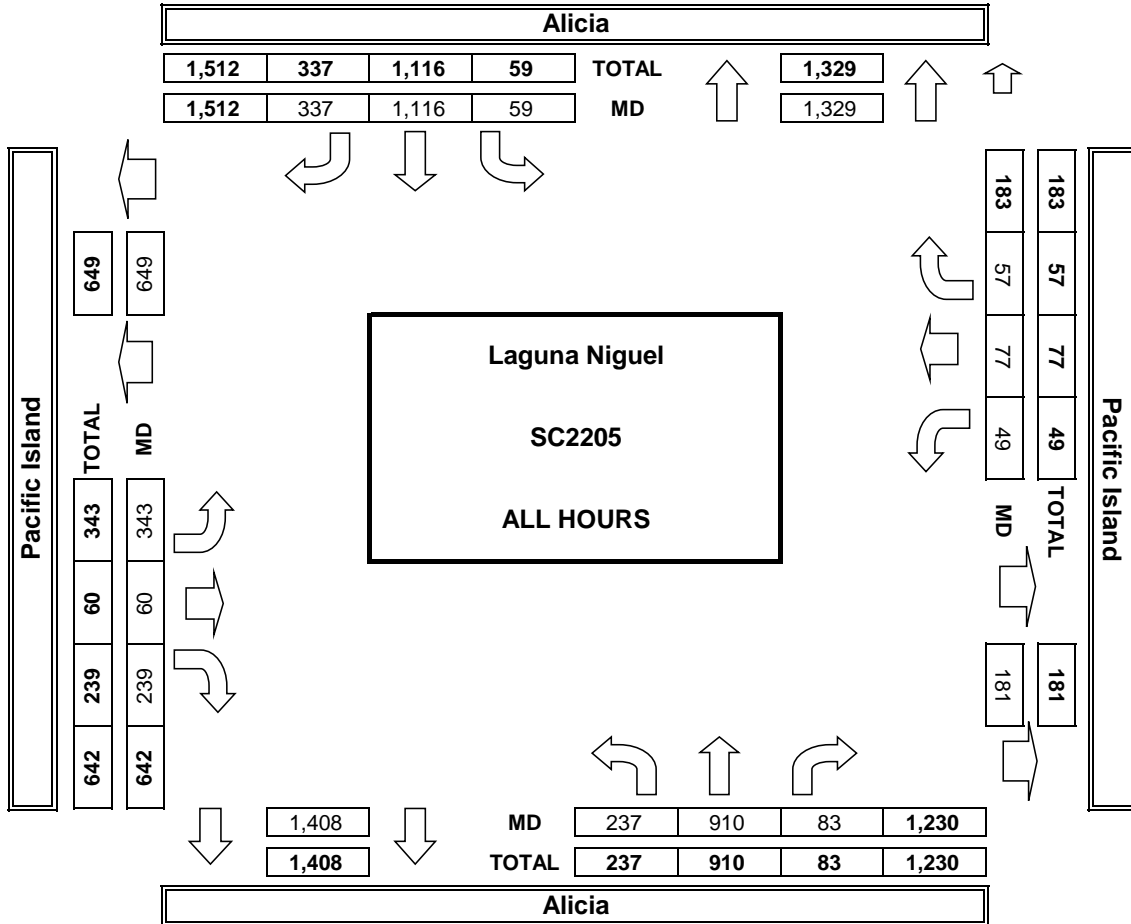 Alicia
1,512 337 1,116 59 TOTAL 1,329
1,512 337 1,116 59 MD 1,329
Pacific Island
TOTAL 649
MD 649
TOTAL 343 60 239 642
MD 343 60 239 642
Laguna Niguel
SC2205
ALL HOURS
183 57 77 49 TOTAL 181
183 57 77 49 MD 181
Pacific Island
1,408 MD 237 910 83 1,230
1,408 TOTAL 237 910 83 1,230
Alicia